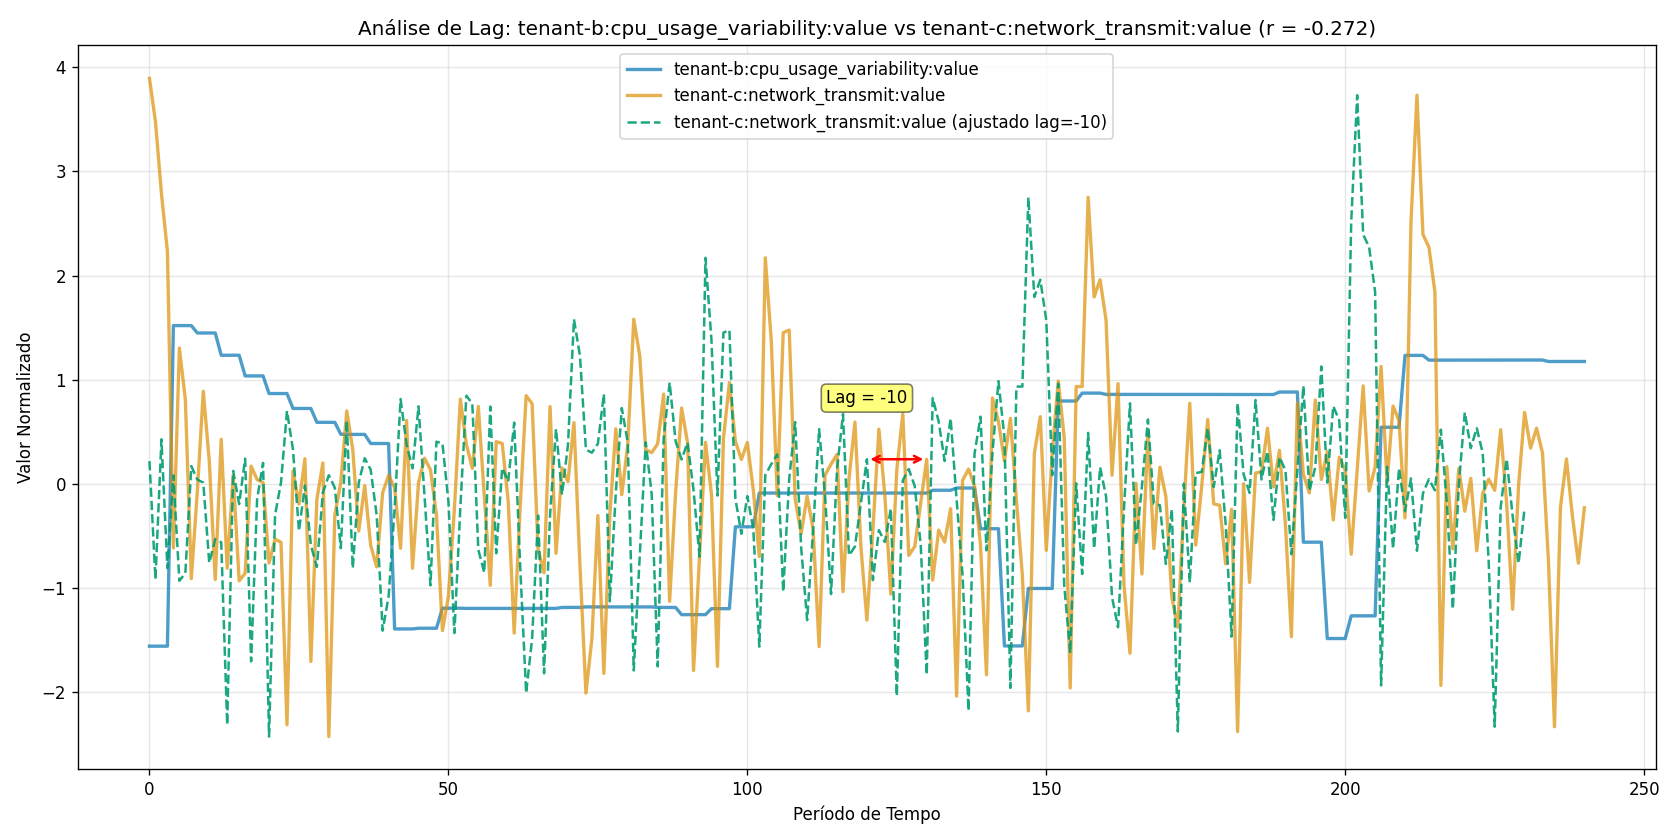 Análise de Lag: tenant-b:cpu_usage_variability:value vs tenant-c:network_transmit:value (r = -0.272)
tenant-b:cpu_usage_variability:value
tenant-c:network_transmit:value
tenant-c:network_transmit:value (ajustado lag=-10)
4
3
2
1
0
−1
−2
Valor Normalizado
Lag = -10
0
50
100
150
200
250
Período de Tempo